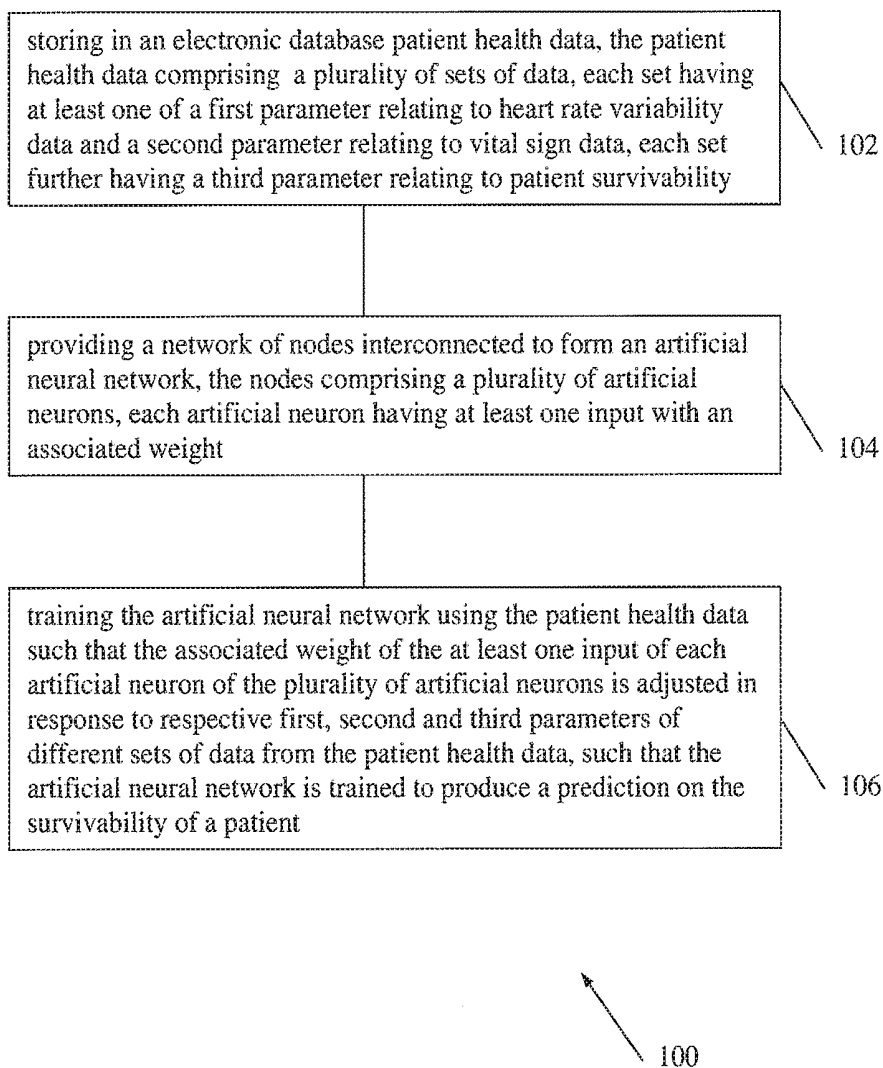 storing in an electronic database patient health data, the patient
health data comprising a plurality of sets of data, each set having
at least one of a first parameter relating to heart rate variability
data and a second parameter relating to vital sign data, each set
further having a third parameter relating to patient survivability
102
providing a network of nodes interconnected to form an artificial
neural network, the nodes comprising a plurality of artificial
neurons, each artificial neuron having at least one input with an
associated weight
104
training the artificial neural network using the patient health data
such that the associated weight of the at least one input of each
artificial neuron of the plurality of artificial neurons is adjusted in
response to respective first, second and third parameters of
different sets of data from the patient health data, such that the
artificial neural network is trained to produce a prediction on the
survivability of a patient
106
100